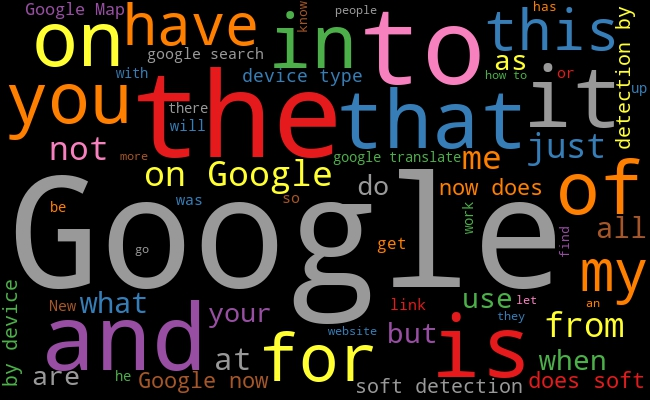 Google Map
on
have
google search
in
know
people
to
has
this
as
how to
it
or
up
detection by
with
device type
you
the
there
will
that
just
not
more
google translate
me
on Google
do
now does
of
Google
be
was
so
go
get
work
find
all
my
by device
New
what
your
link
use
let
an
they
from
and
website
but
is
at
for
when
are
he
Google now
soft detection
does soft